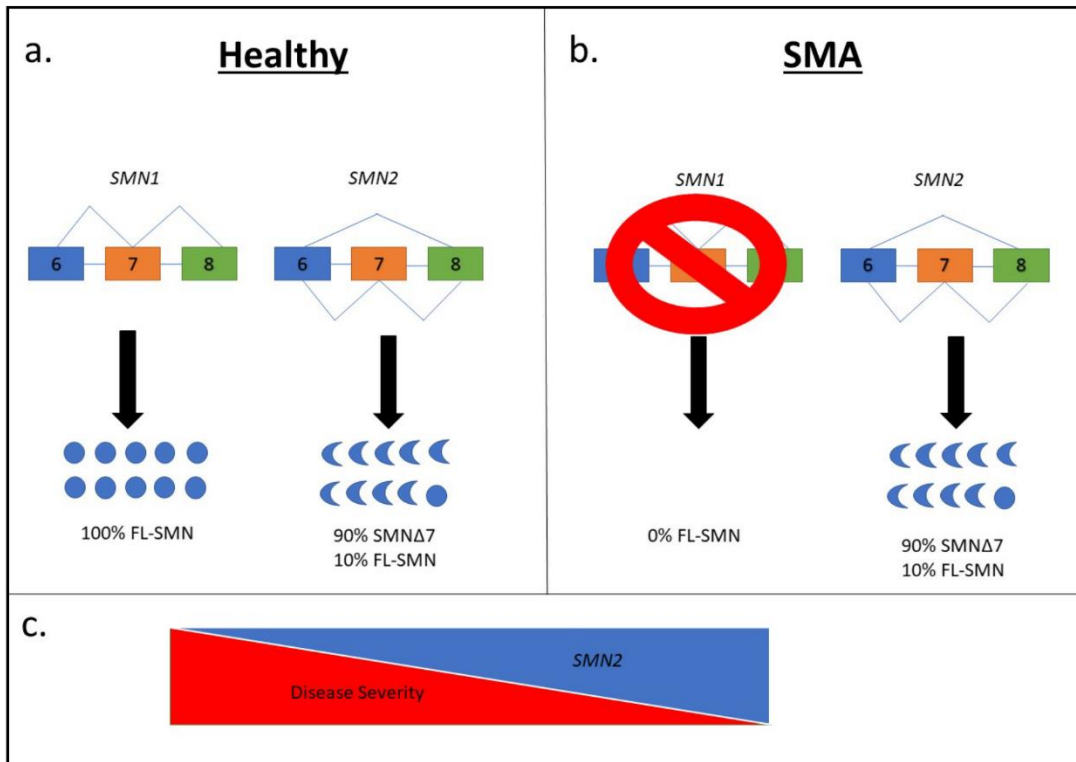 a.
Healthy
SMN1
SMN2
6 7 8
6 7 8
100% FL-SMN
90% SMNΔ7
10% FL-SMN
b.
SMA
SMN1
SMN2
6 7 8
0% FL-SMN
90% SMNΔ7
10% FL-SMN
c.
SMN2
Disease Severity